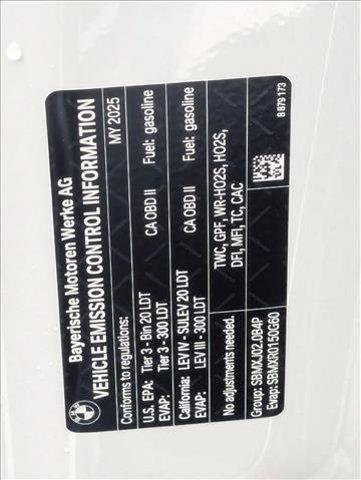 Bayerische Motoren Werke AG
VEHICLE EMISSION CONTROL INFORMATION
Conforms to regulations: MY 2025
U.S. EPA: Tier 3 - Bin 20 LDT CA OBD II Fuel: gasoline
EVAP: Tier 3 - 300 LDT
California: LEV IV - SULEV 20 LDT CA OBD II Fuel: gasoline
EVAP: LEV III - 300 LDT
No adjustments needed. TWC, GPF, WR-HO2S, HO2S,
DFI, MFI, TC, CAC
Group: SBMXJ02.0B4P
Evap: SBMXR0150G60
8 879 173